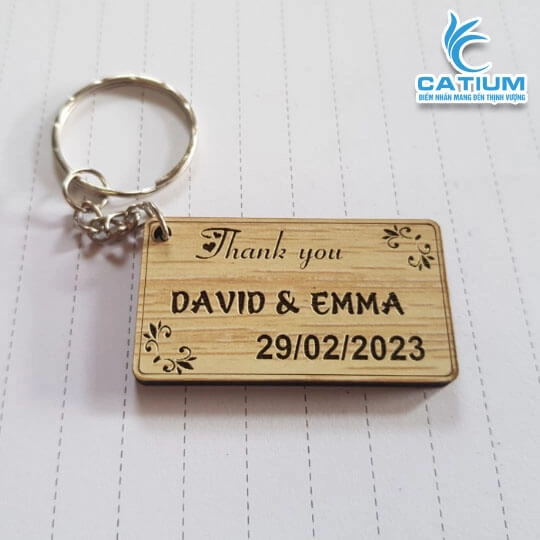 CATIUM
ĐIỂM NHẤN MANG ĐẾN THỊNH VƯỢNG
Thank you
DAVID & EMMA
29/02/2023